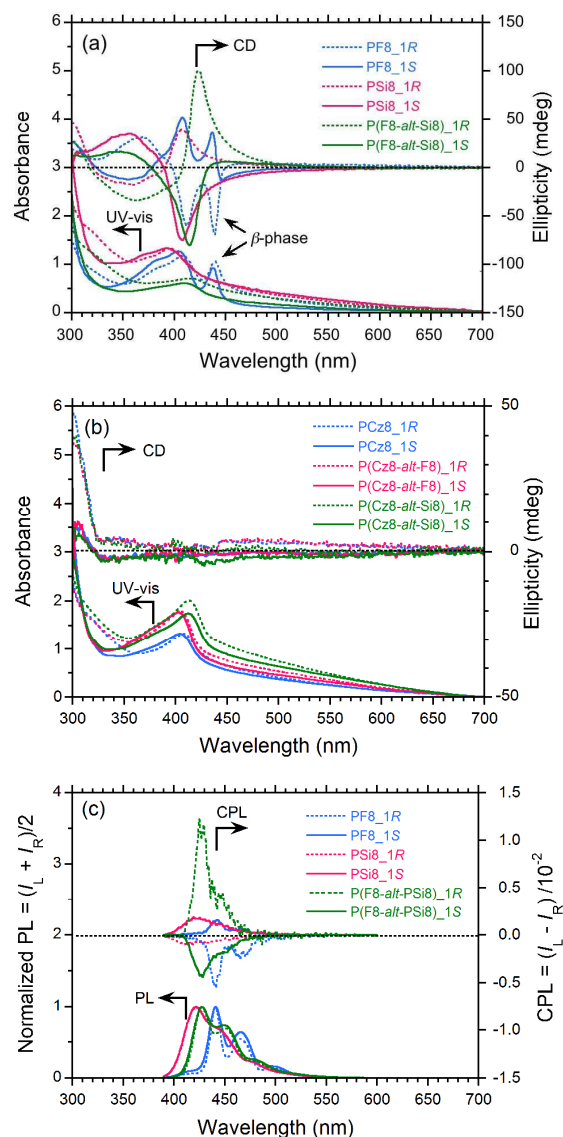 (a)
CD
PF8_1R
PF8_1S
PSi8_1R
PSi8_1S
P(F8-alt-Si8)_1R
P(F8-alt-Si8)_1S
UV-vis
β-phase
6
5
4
3
2
1
0
150
100
50
0
-50
-100
-150
Absorbance
Ellipticity (mdeg)
300 350 400 450 500 550 600 650 700
Wavelength (nm)
(b)
CD
PCz8_1R
PCz8_1S
P(Cz8-alt-F8)_1R
P(Cz8-alt-F8)_1S
P(Cz8-alt-Si8)_1R
P(Cz8-alt-Si8)_1S
UV-vis
6
5
4
3
2
1
0
50
0
-50
Absorbance
Ellipticity (mdeg)
300 350 400 450 500 550 600 650 700
Wavelength (nm)
(c)
CPL
PF8_1R
PF8_1S
PSi8_1R
PSi8_1S
P(F8-alt-PSi8)_1R
P(F8-alt-PSi8)_1S
PL
4
3
2
1
0
1.5
1.0
0.5
0.0
-0.5
-1.0
-1.5
Normalized PL = (IL + IR)/2
CPL = (IL - IR) /10-2
300 350 400 450 500 550 600 650 700
Wavelength (nm)